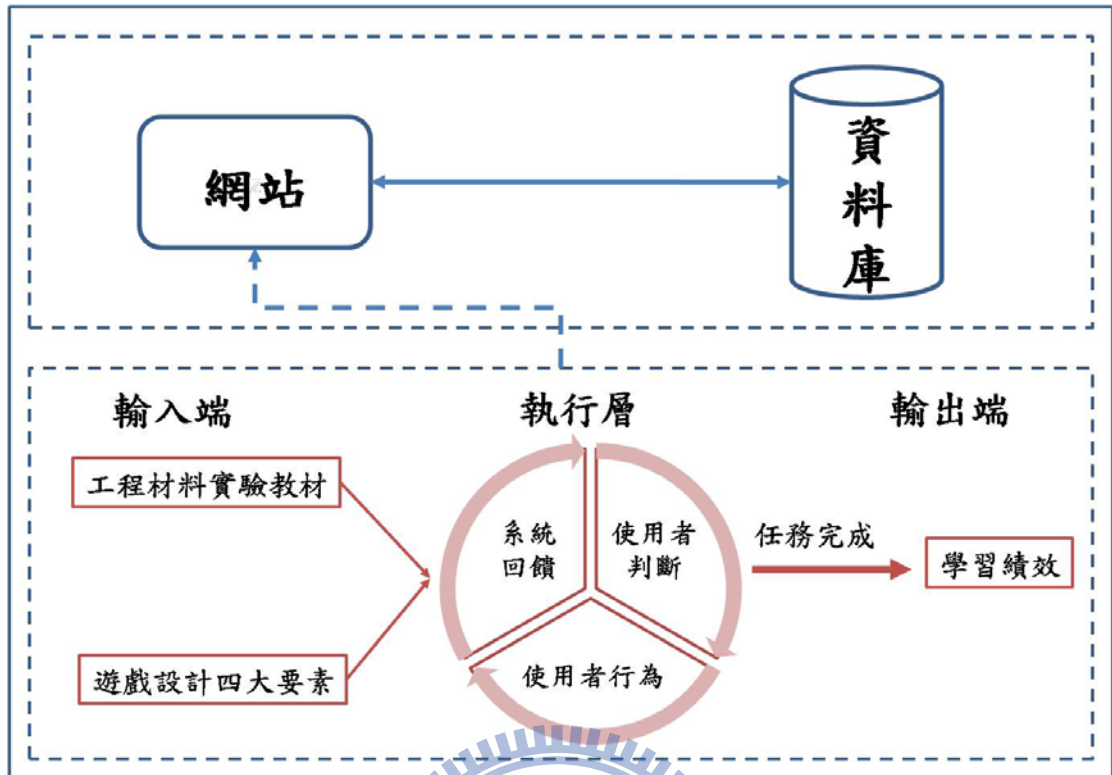 網站
資
料
庫
輸入端
執行層
輸出端
工程材料實驗教材
遊戲設計四大要素
系統
回饋
使用者
判斷
使用者行為
任務完成
學習績效